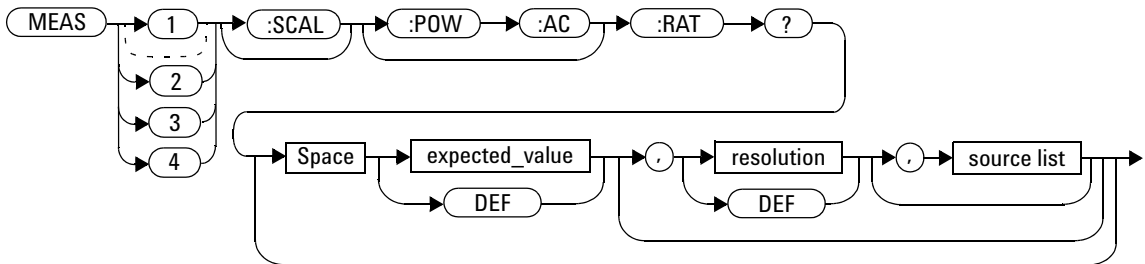 MEAS 1 :SCAL :POW :AC :RAT ?
2
3
4
Space expected_value , resolution , source list
DEF DEF